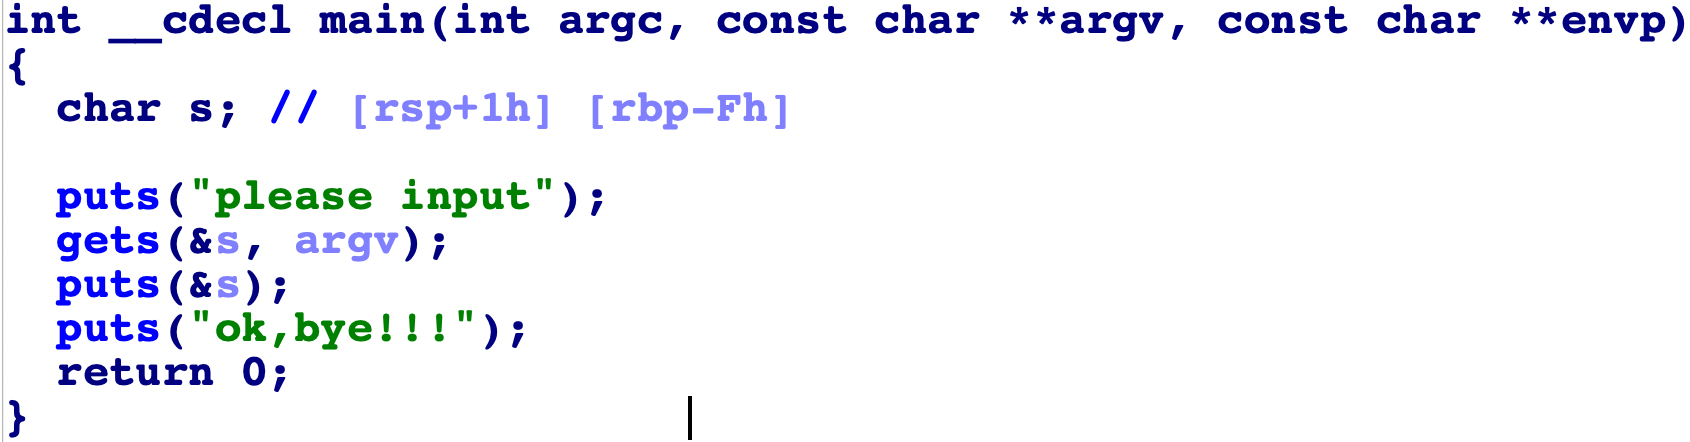 int __cdecl main(int argc, const char **argv, const char **envp)
{
  char s; // [rsp+1h] [rbp-Fh]

  puts("please input");
  gets(&s, argv);
  puts(&s);
  puts("ok,bye!!!");
  return 0;
}